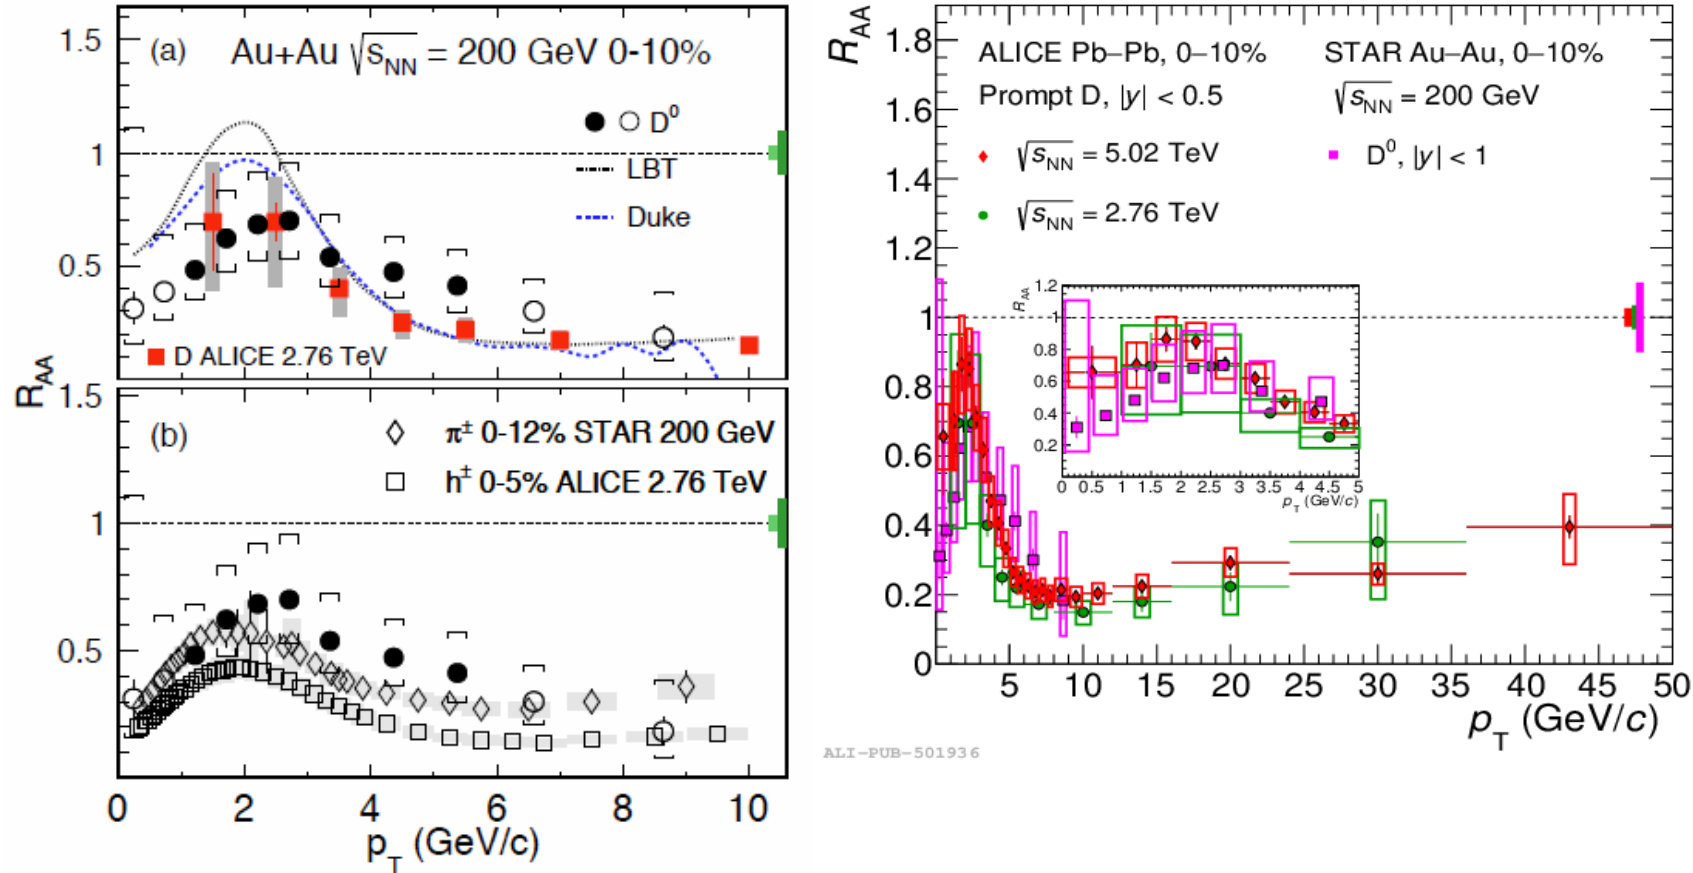 (a) Au+Au √sNN = 200 GeV 0-10%
D⁰
LBT
Duke
D ALICE 2.76 TeV
1.5
1
0.5
RAA
(b)
π± 0-12% STAR 200 GeV
h± 0-5% ALICE 2.76 TeV
1.5
1
0.5
0 2 4 6 8 10
pT (GeV/c)
RAA
ALICE Pb–Pb, 0–10%
Prompt D, |y| < 0.5
√sNN = 5.02 TeV
√sNN = 2.76 TeV
STAR Au–Au, 0–10%
√sNN = 200 GeV
D⁰, |y| < 1
1.8
1.6
1.4
1.2
1
0.8
0.6
0.4
0.2
0
RAA
1.2
1
0.8
0.6
0.4
0.2
0 0.5 1 1.5 2 2.5 3 3.5 4 4.5 5
pT (GeV/c)
5 10 15 20 25 30 35 40 45 50
pT (GeV/c)
ALI-PUB-501936